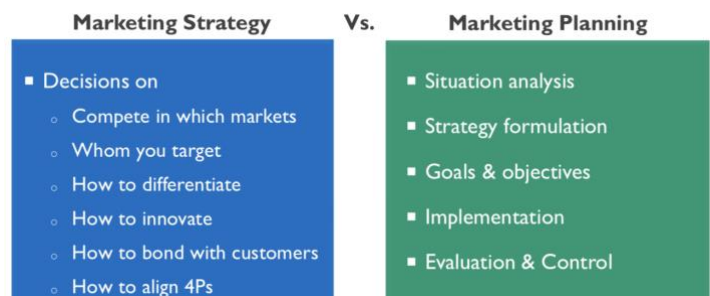 Marketing Strategy Vs. Marketing Planning
Decisions on
Compete in which markets
Whom you target
How to differentiate
How to innovate
How to bond with customers
How to align 4Ps
Situation analysis
Strategy formulation
Goals & objectives
Implementation
Evaluation & Control